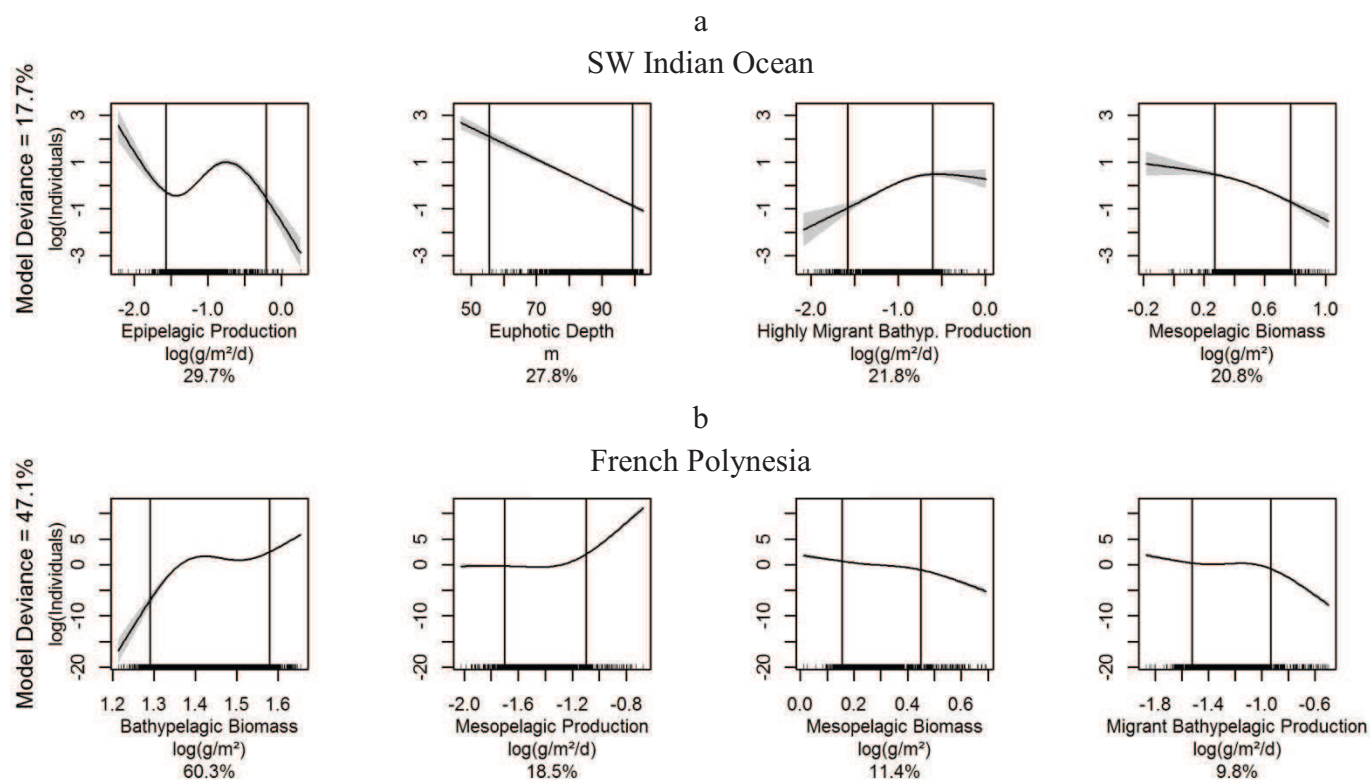 a
SW Indian Ocean
Model Deviance = 17.7%
log(Individuals)
3
1
-1
-3
-2.0 -1.0 0.0
Epipelagic Production
log(g/m²/d)
29.7%
3
1
-1
-3
50 70 90
Euphotic Depth
m
27.8%
3
1
-1
-3
-2.0 -1.0 0.0
Highly Migrant Bathyp. Production
log(g/m²/d)
21.8%
3
1
-1
-3
-0.2 0.2 0.6 1.0
Mesopelagic Biomass
log(g/m²)
20.8%
b
French Polynesia
Model Deviance = 47.1%
log(Individuals)
5
0
-10
-20
1.2 1.3 1.4 1.5 1.6
Bathypelagic Biomass
log(g/m²)
60.3%
5
0
-10
-20
-2.0 -1.6 -1.2 -0.8
Mesopelagic Production
log(g/m²/d)
18.5%
5
0
-10
-20
0.0 0.2 0.4 0.6
Mesopelagic Biomass
log(g/m²)
11.4%
5
0
-10
-20
-1.8 -1.4 -1.0 -0.6
Migrant Bathypelagic Production
log(g/m²/d)
9.8%